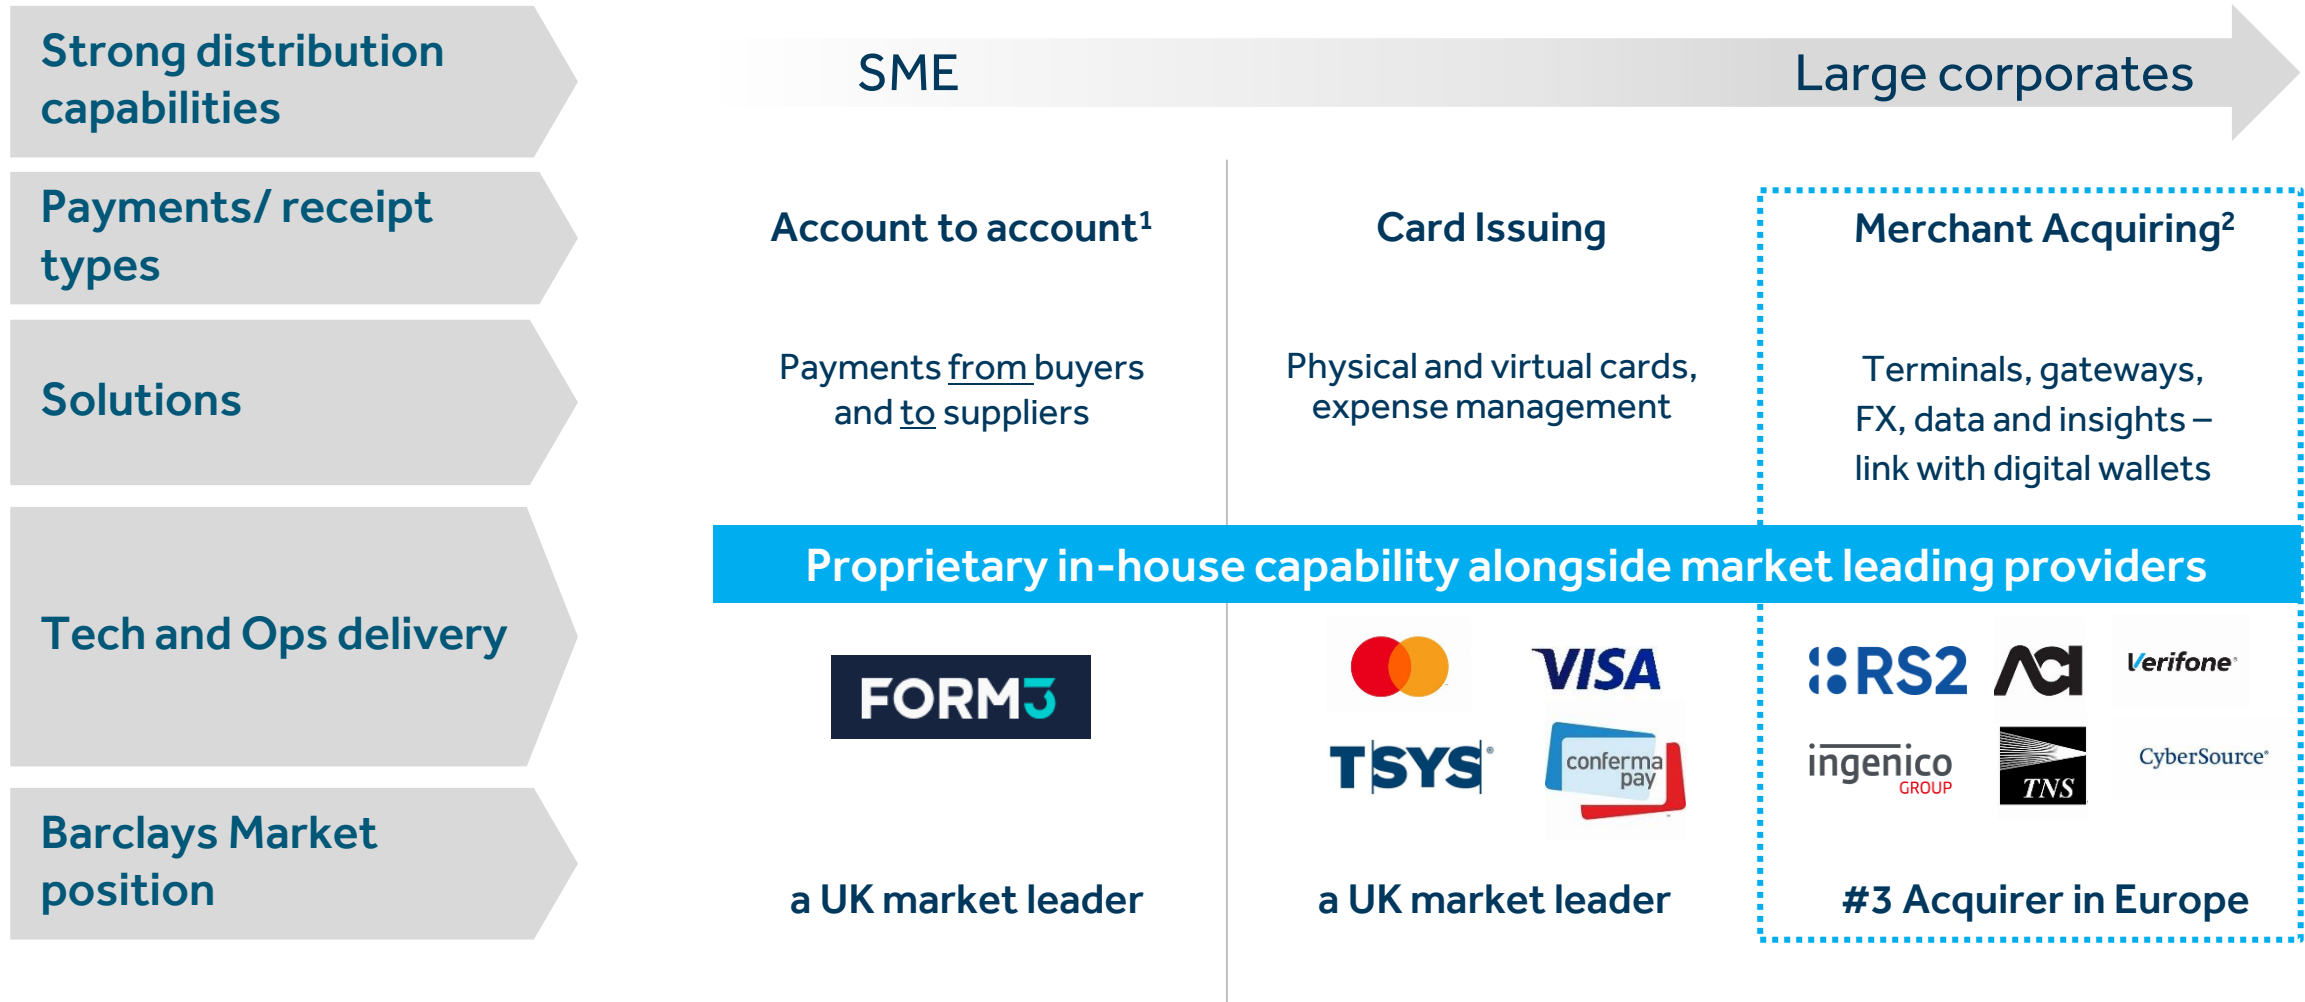 Strong distribution
capabilities
SME
Large corporates
Payments/ receipt
types
Account to account¹
Card Issuing
Merchant Acquiring²
Solutions
Payments from buyers
and to suppliers
Physical and virtual cards,
expense management
Terminals, gateways,
FX, data and insights –
link with digital wallets
Proprietary in-house capability alongside market leading providers
Tech and Ops delivery
FORM3
VISA
TSYS®
conferma
pay
RS2
ACI
Verifone®
ingenico
GROUP
TNS
CyberSource®
Barclays Market
position
a UK market leader
a UK market leader
#3 Acquirer in Europe